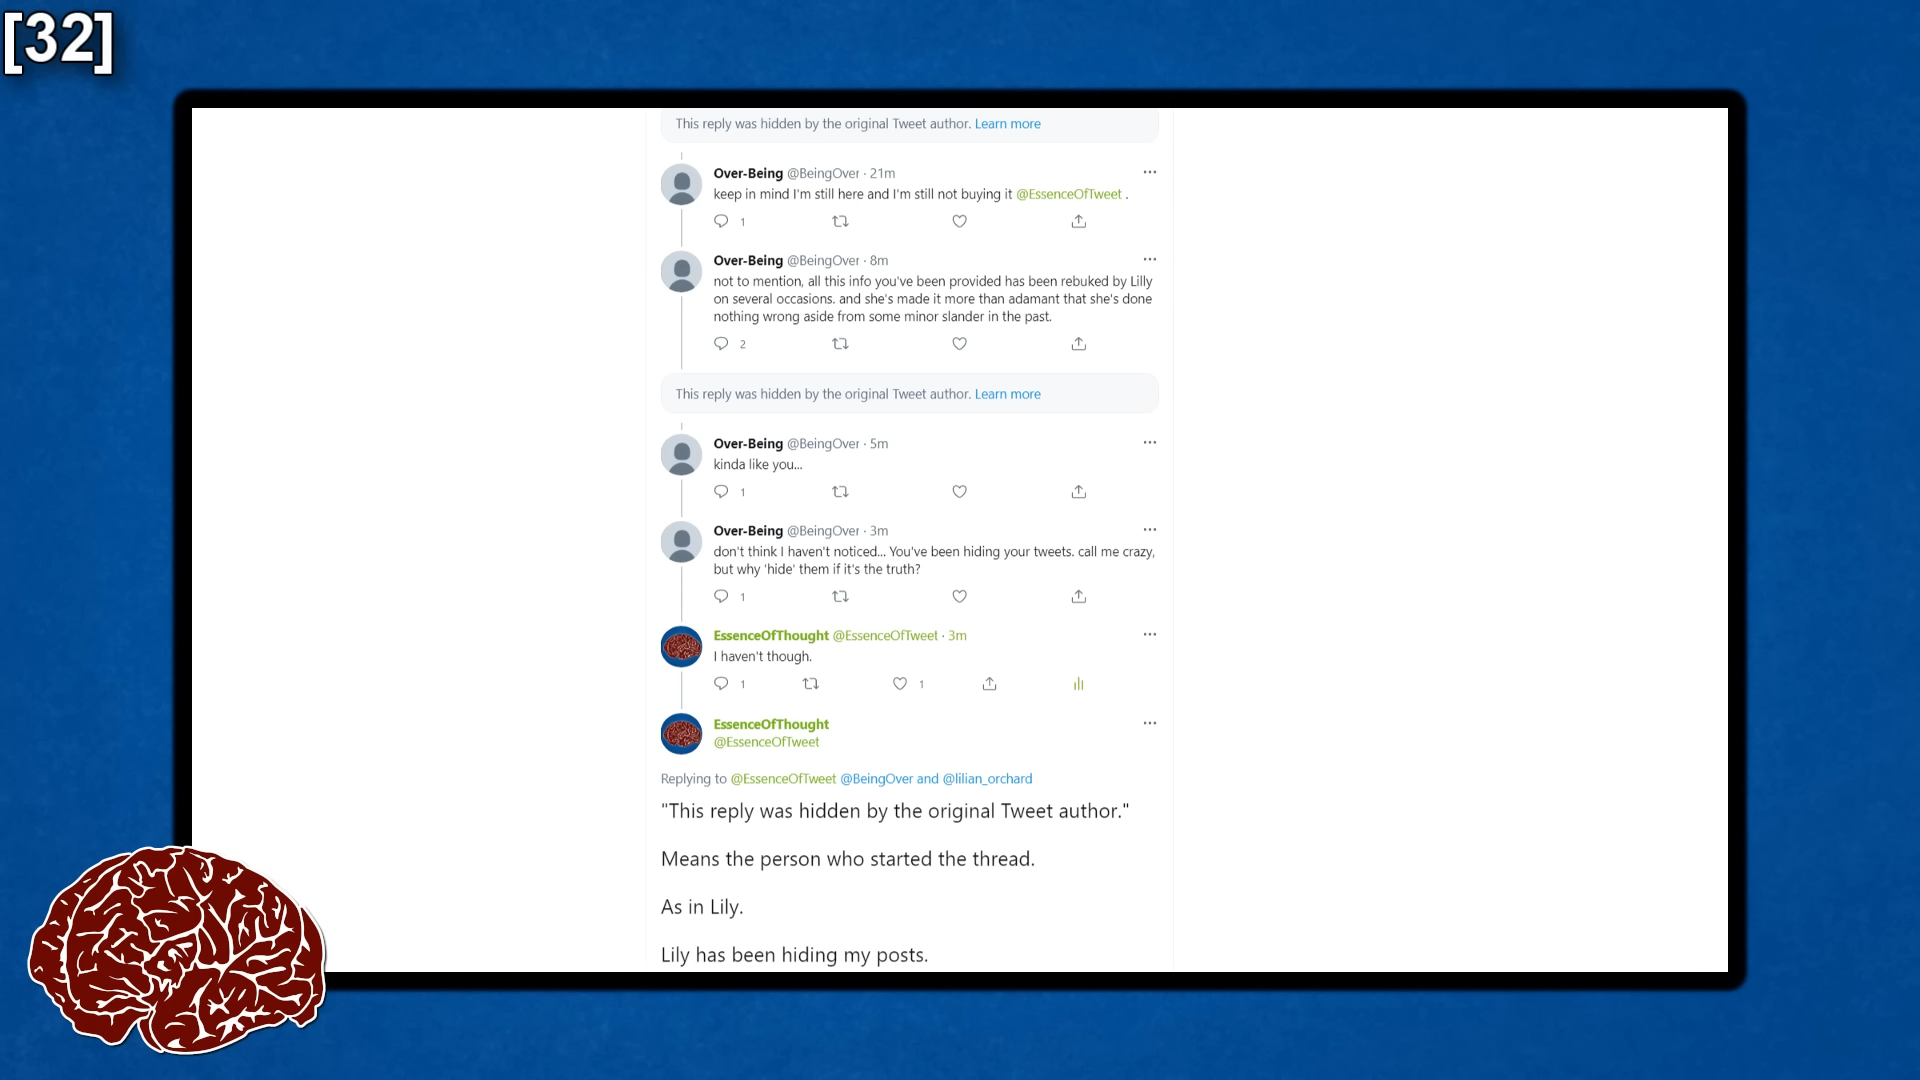 [32]
This reply was hidden by the original Tweet author. Learn more
Over-Being @BeingOver · 21m
keep in mind I'm still here and I'm still not buying it @EssenceOfTweet .
1
Over-Being @BeingOver · 8m
not to mention, all this info you've been provided has been rebuked by Lilly
on several occasions. and she's made it more than adamant that she's done
nothing wrong aside from some minor slander in the past.
2
This reply was hidden by the original Tweet author. Learn more
Over-Being @BeingOver · 5m
kinda like you...
1
Over-Being @BeingOver · 3m
don't think I haven't noticed... You've been hiding your tweets. call me crazy,
but why 'hide' them if it's the truth?
1
EssenceOfThought @EssenceOfTweet · 3m
I haven't though.
1 1
EssenceOfThought
@EssenceOfTweet
Replying to @EssenceOfTweet @BeingOver and @lilian_orchard
"This reply was hidden by the original Tweet author."
Means the person who started the thread.
As in Lily.
Lily has been hiding my posts.